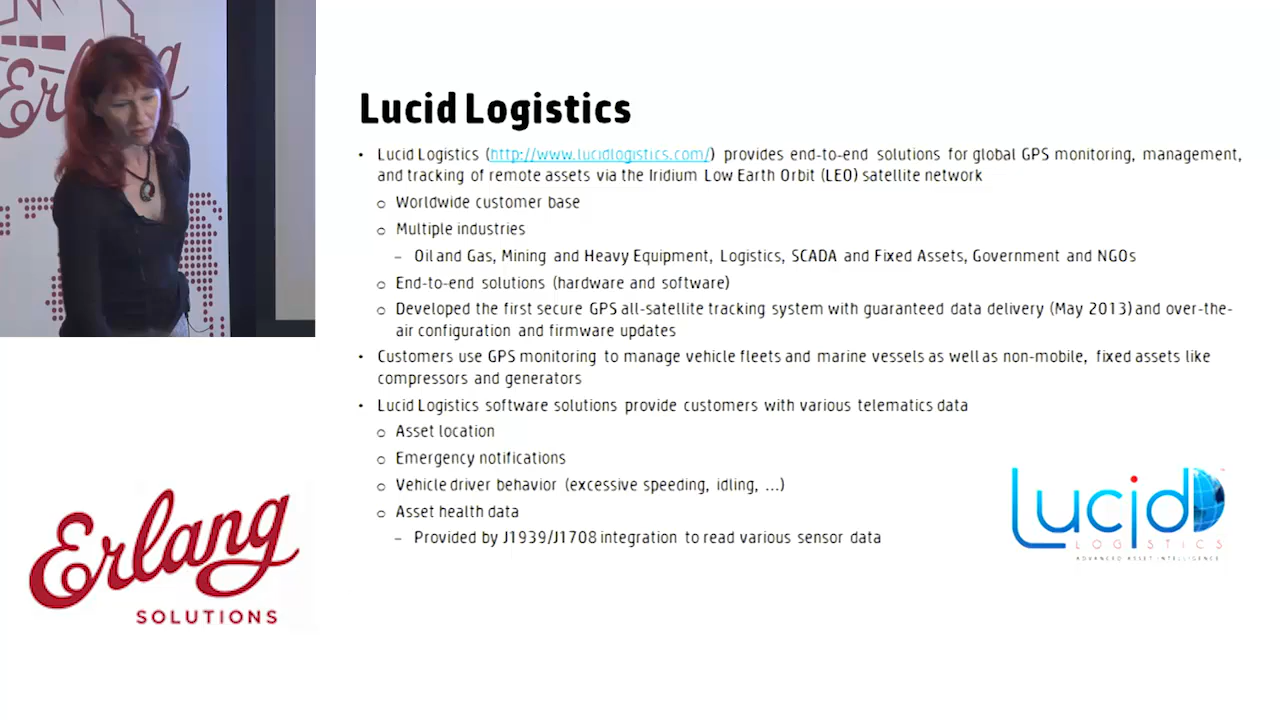 Erl
Lucid Logistics
• Lucid Logistics (http://www.lucidlogistics.com/) provides end-to-end solutions for global GPS monitoring, management,
and tracking of remote assets via the Iridium Low Earth Orbit (LEO) satellite network
o Worldwide customer base
o Multiple industries
– Oil and Gas, Mining and Heavy Equipment, Logistics, SCADA and Fixed Assets, Government and NGOs
o End-to-end solutions (hardware and software)
o Developed the first secure GPS all-satellite tracking system with guaranteed data delivery (May 2013) and over-the-
air configuration and firmware updates
• Customers use GPS monitoring to manage vehicle fleets and marine vessels as well as non-mobile, fixed assets like
compressors and generators
• Lucid Logistics software solutions provide customers with various telematics data
o Asset location
o Emergency notifications
o Vehicle driver behavior (excessive speeding, idling, ...)
o Asset health data
– Provided by J1939/J1708 integration to read various sensor data
Erlang
SOLUTIONS
Lucid
LOGISTICS
ADVANCED ASSET INTELLIGENCE